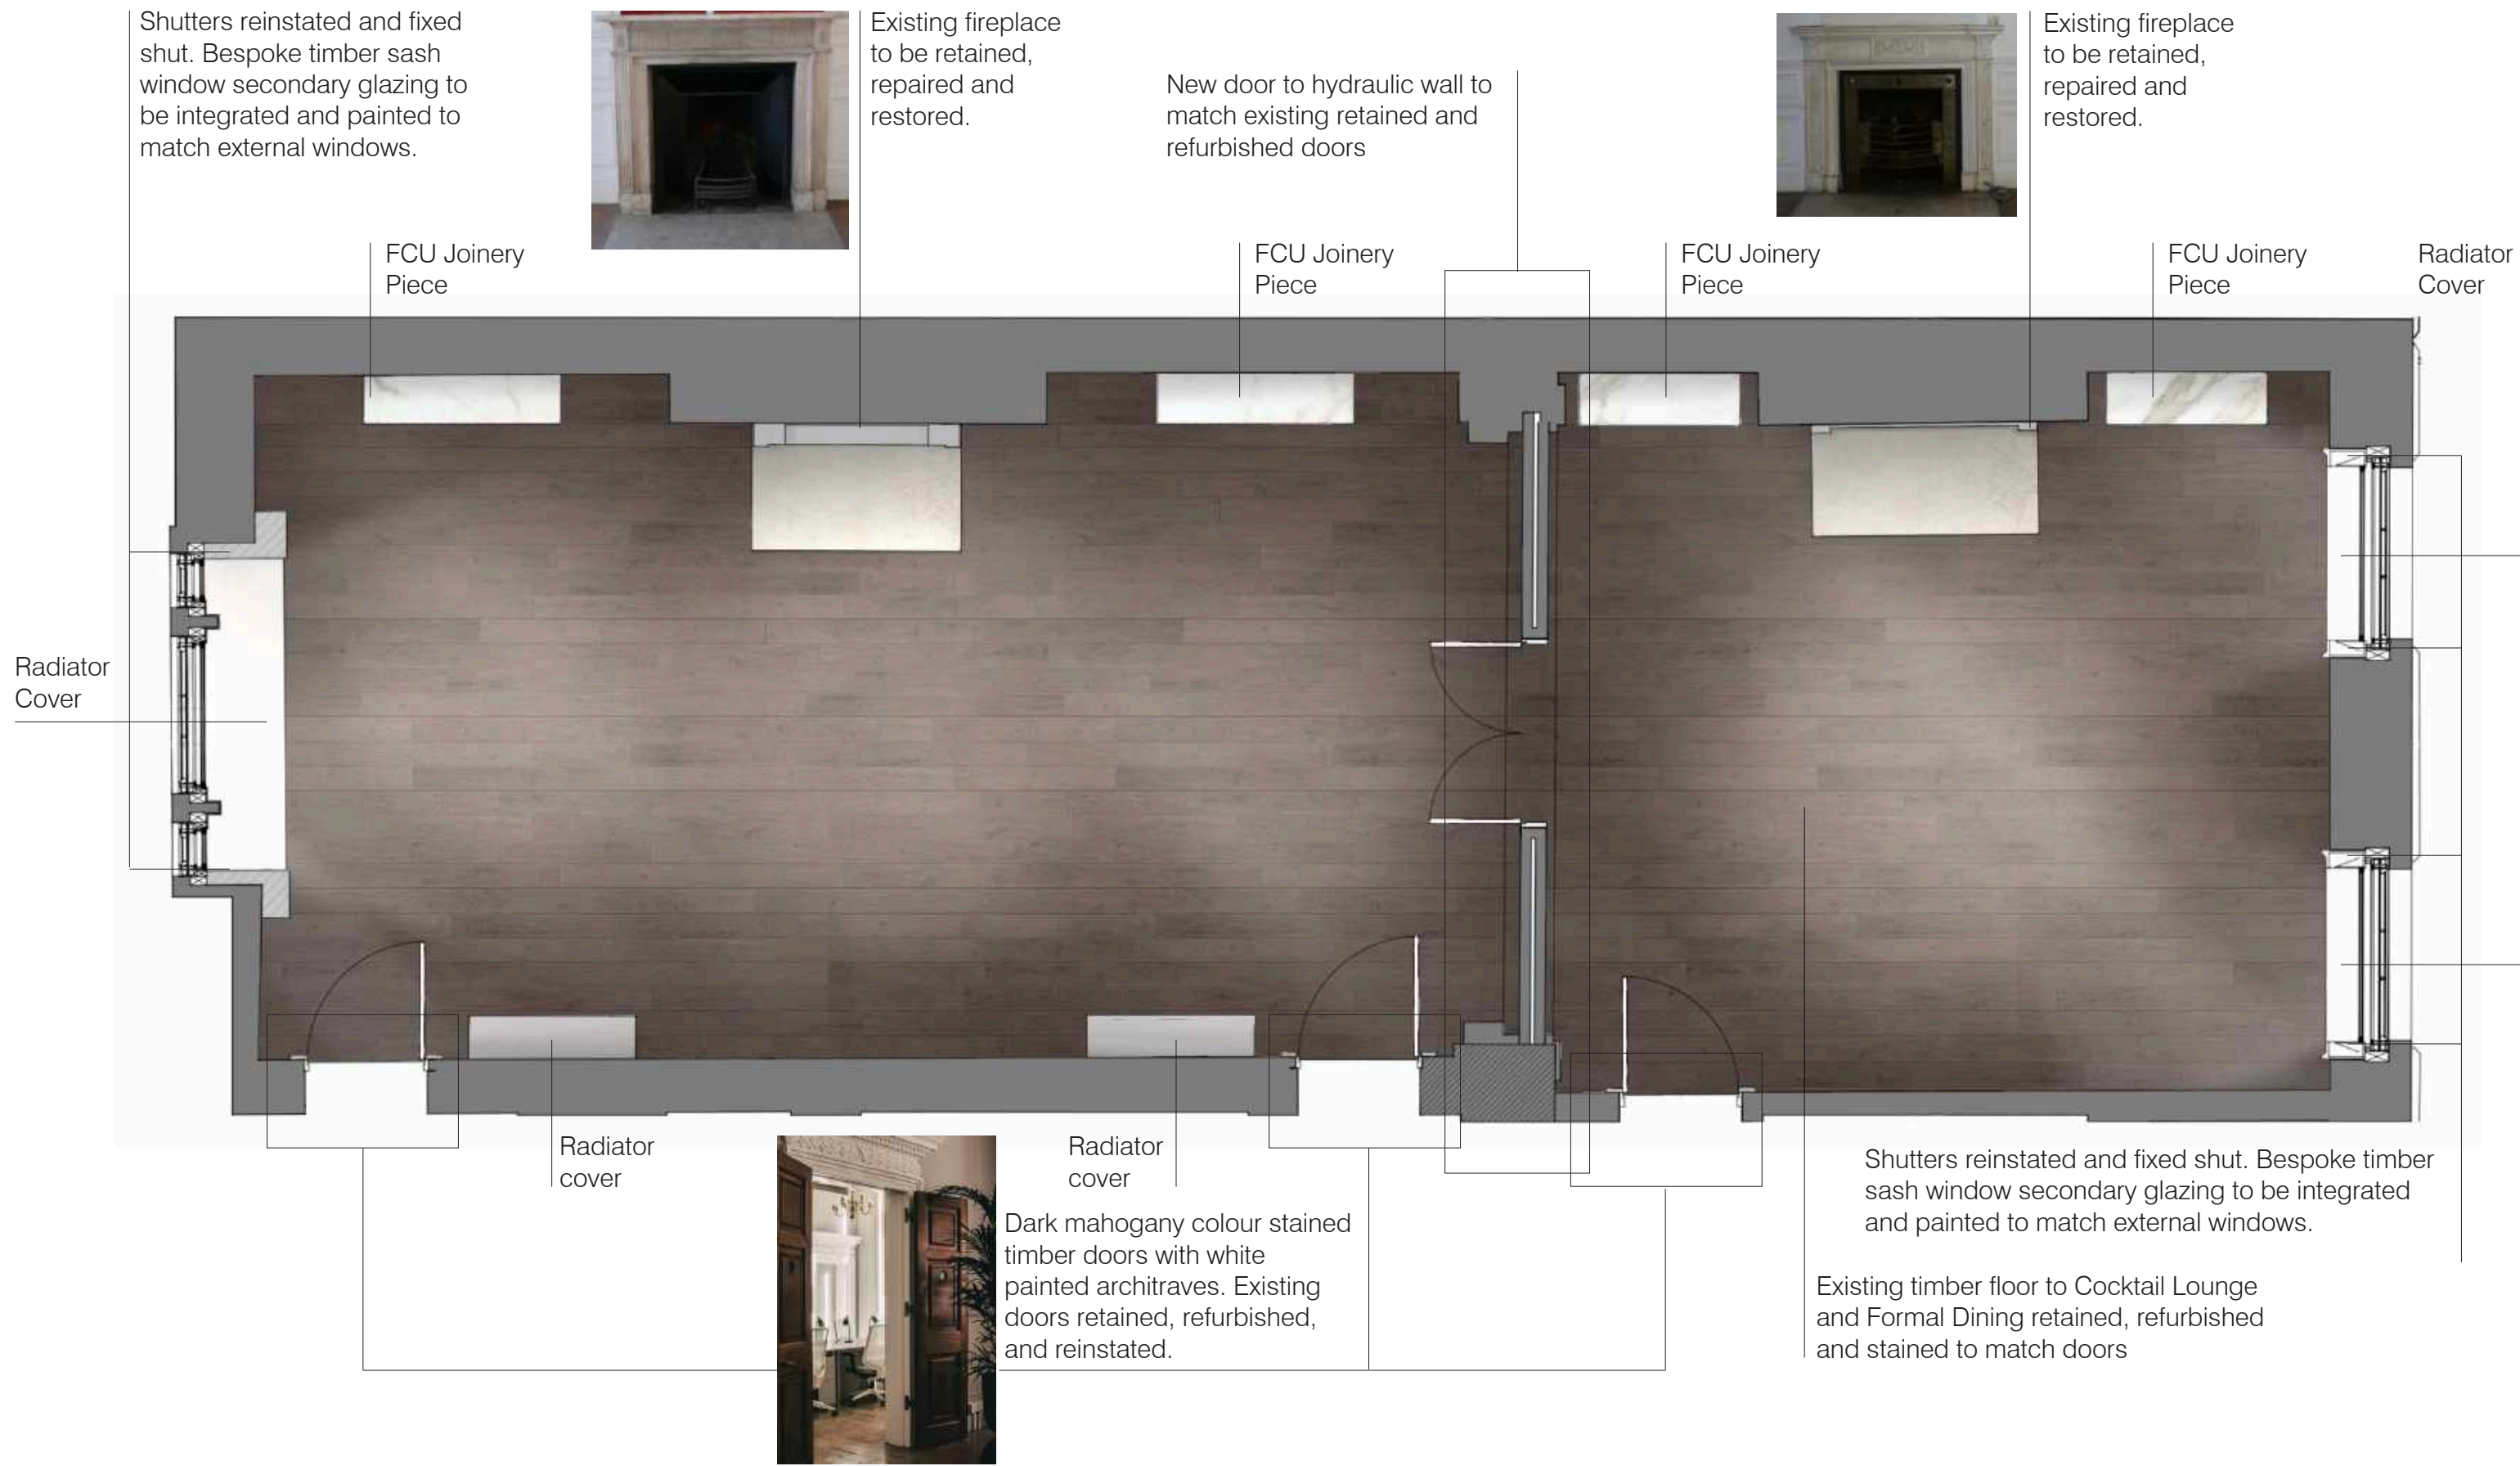 Shutters reinstated and fixed
shut. Bespoke timber sash
window secondary glazing to
be integrated and painted to
match external windows.
Existing fireplace
to be retained,
repaired and
restored.
New door to hydraulic wall to
match existing retained and
refurbished doors
Existing fireplace
to be retained,
repaired and
restored.
FCU Joinery
Piece
FCU Joinery
Piece
FCU Joinery
Piece
FCU Joinery
Piece
Radiator
Cover
Radiator
Cover
Radiator
cover
Radiator
cover
Dark mahogany colour stained
timber doors with white
painted architraves. Existing
doors retained, refurbished,
and reinstated.
Shutters reinstated and fixed shut. Bespoke timber
sash window secondary glazing to be integrated
and painted to match external windows.
Existing timber floor to Cocktail Lounge
and Formal Dining retained, refurbished
and stained to match doors